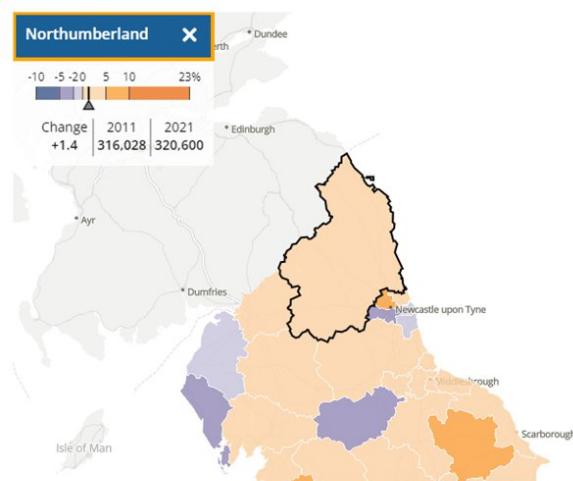 Northumberland ×
Dundee
erth
-10 -5 -2 0 5 10 23%
Change 2011 2021
+1.4 316,028 320,600
Edinburgh
Ayr
Dumfries
Newcastle upon Tyne
Middlesbrough
Scarborough
Isle of Man